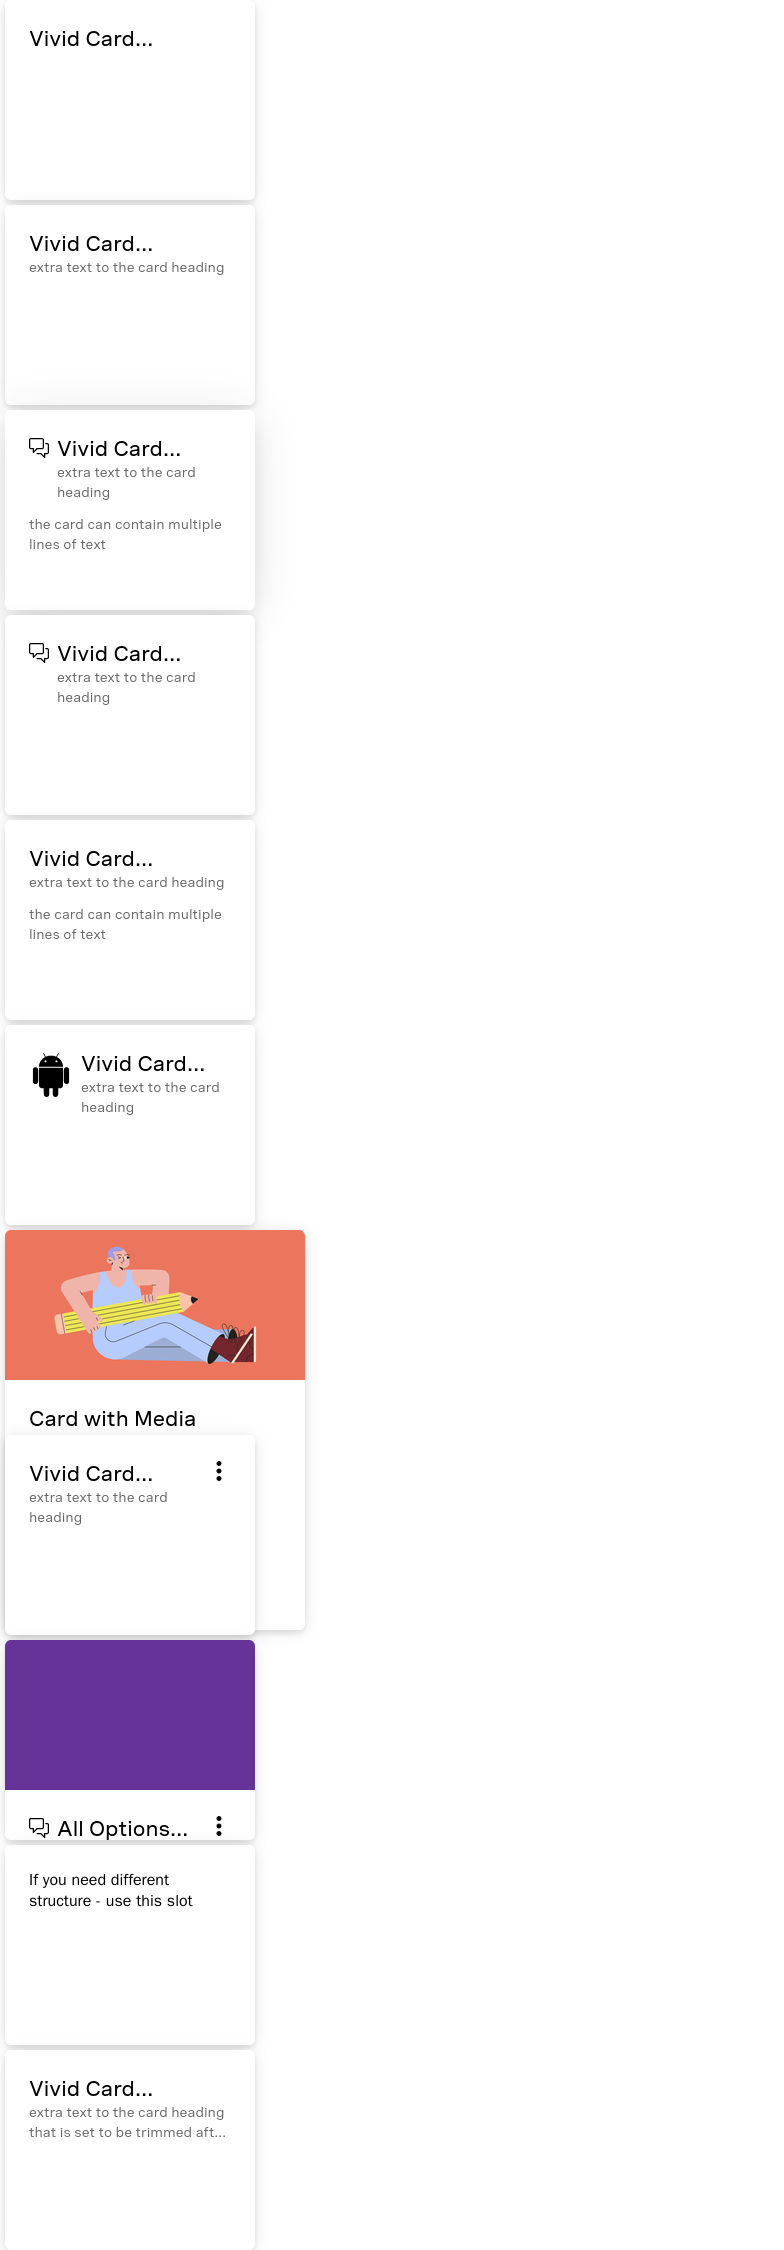 Vivid Card...
Vivid Card...
extra text to the card heading
Vivid Card...
extra text to the card
heading
the card can contain multiple
lines of text
Vivid Card...
extra text to the card
heading
Vivid Card...
extra text to the card heading
the card can contain multiple
lines of text
Vivid Card...
extra text to the card
heading
Card with Media
Vivid Card...
extra text to the card
heading
All Options...
If you need different
structure - use this slot
Vivid Card...
extra text to the card heading
that is set to be trimmed aft...